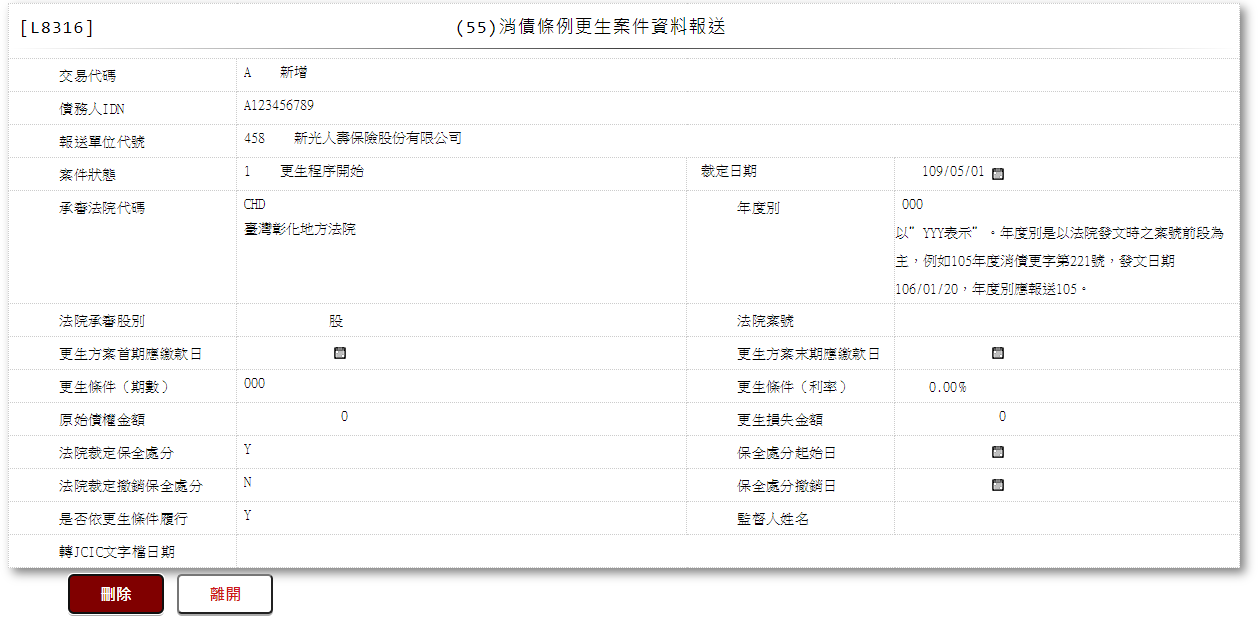 [L8316] (55)消債條例更生案件資料報送
交易代碼 A 新增
債務人IDN A123456789
報送單位代號 458 新光人壽保險股份有限公司
案件狀態 1 更生程序開始 裁定日期 109/05/01
承審法院代碼 CHD 年度別 000
臺灣彰化地方法院
以"YYY表示"。年度別是以法院發文時之案號前段為
主，例如105年度消債更字第221號，發文日期
106/01/20，年度別應報送105。
法院承審股別 股 法院案號
更生方案首期應繳款日 更生方案末期應繳款日
更生條件（期數） 000 更生條件（利率） 0.00%
原始債權金額 0 更生損失金額 0
法院裁定保全處分 Y 保全處分起始日
法院裁定撤銷保全處分 N 保全處分撤銷日
是否依更生條件履行 Y 監督人姓名
轉JCIC文字檔日期
刪除 離開